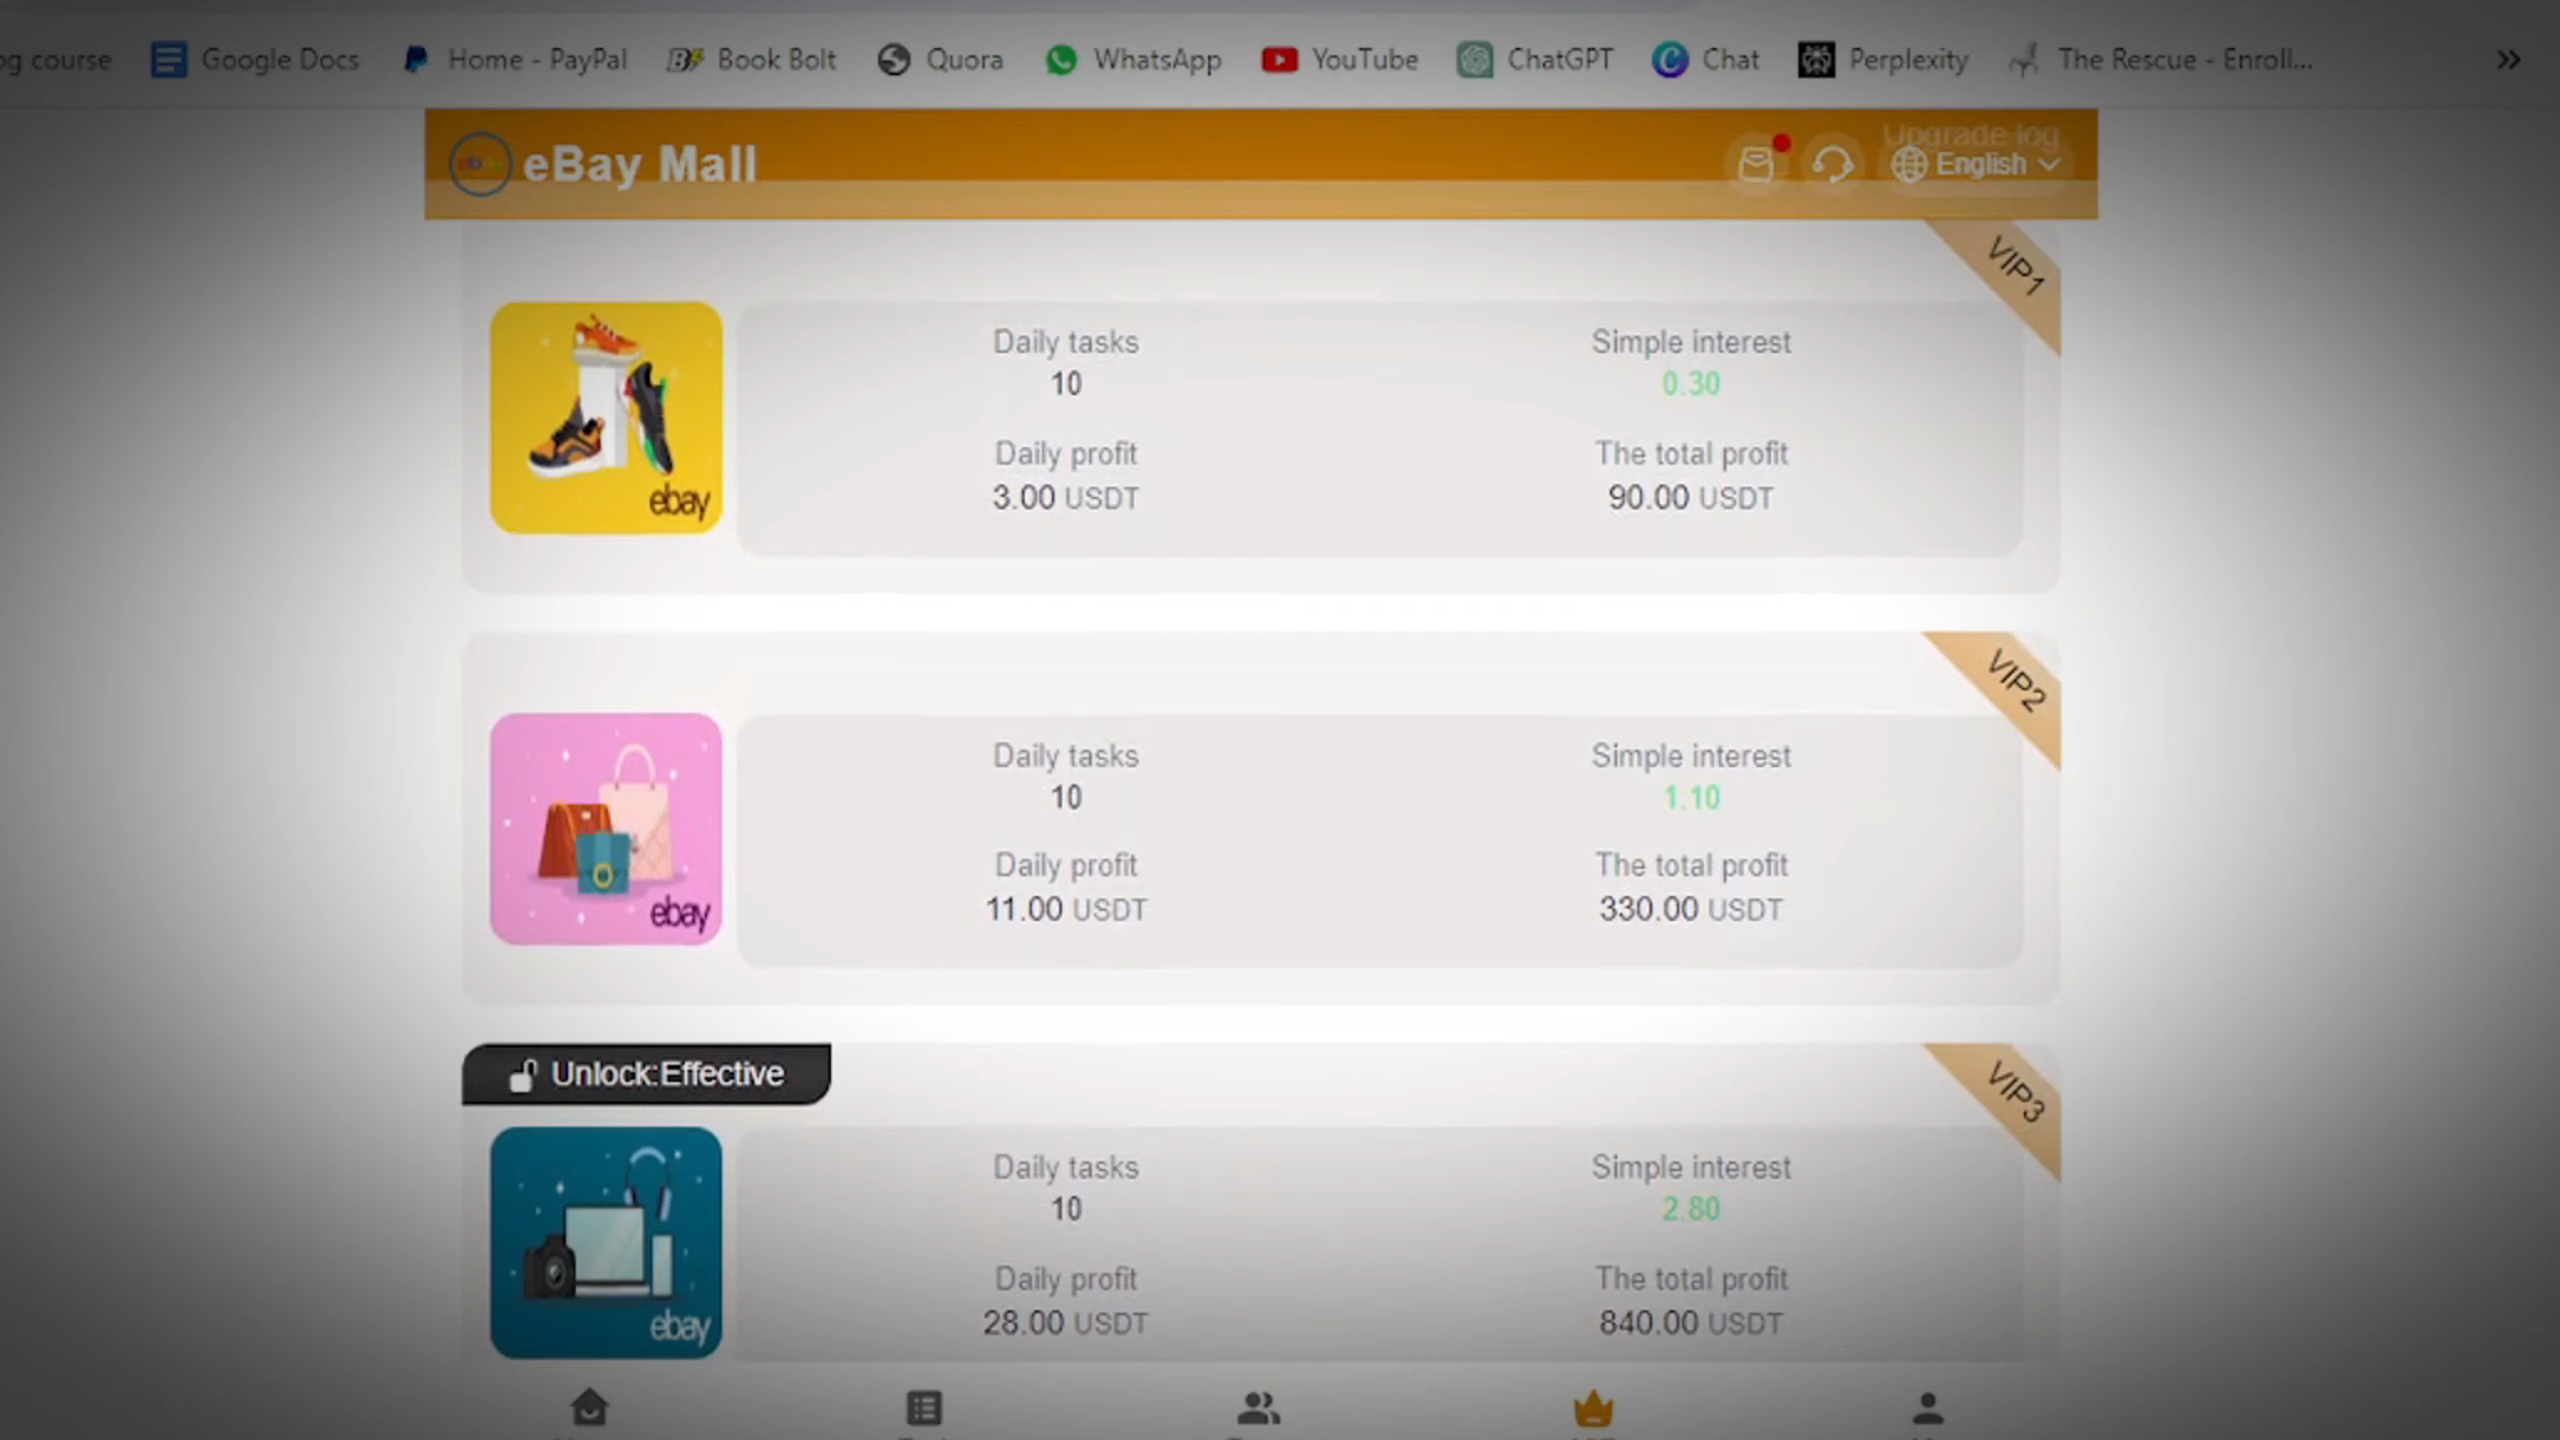 og course Google Docs Home - PayPal Book Bolt Quora WhatsApp YouTube ChatGPT Chat Perplexity The Rescue - Enroll... »
eBay Mall
Upgrade log
English
VIP1
Daily tasks Simple interest
10 0.30
Daily profit The total profit
3.00 USDT 90.00 USDT
ebay
VIP2
Daily tasks Simple interest
10 1.10
Daily profit The total profit
11.00 USDT 330.00 USDT
ebay
Unlock:Effective
VIP3
Daily tasks Simple interest
10 2.80
Daily profit The total profit
28.00 USDT 840.00 USDT
ebay